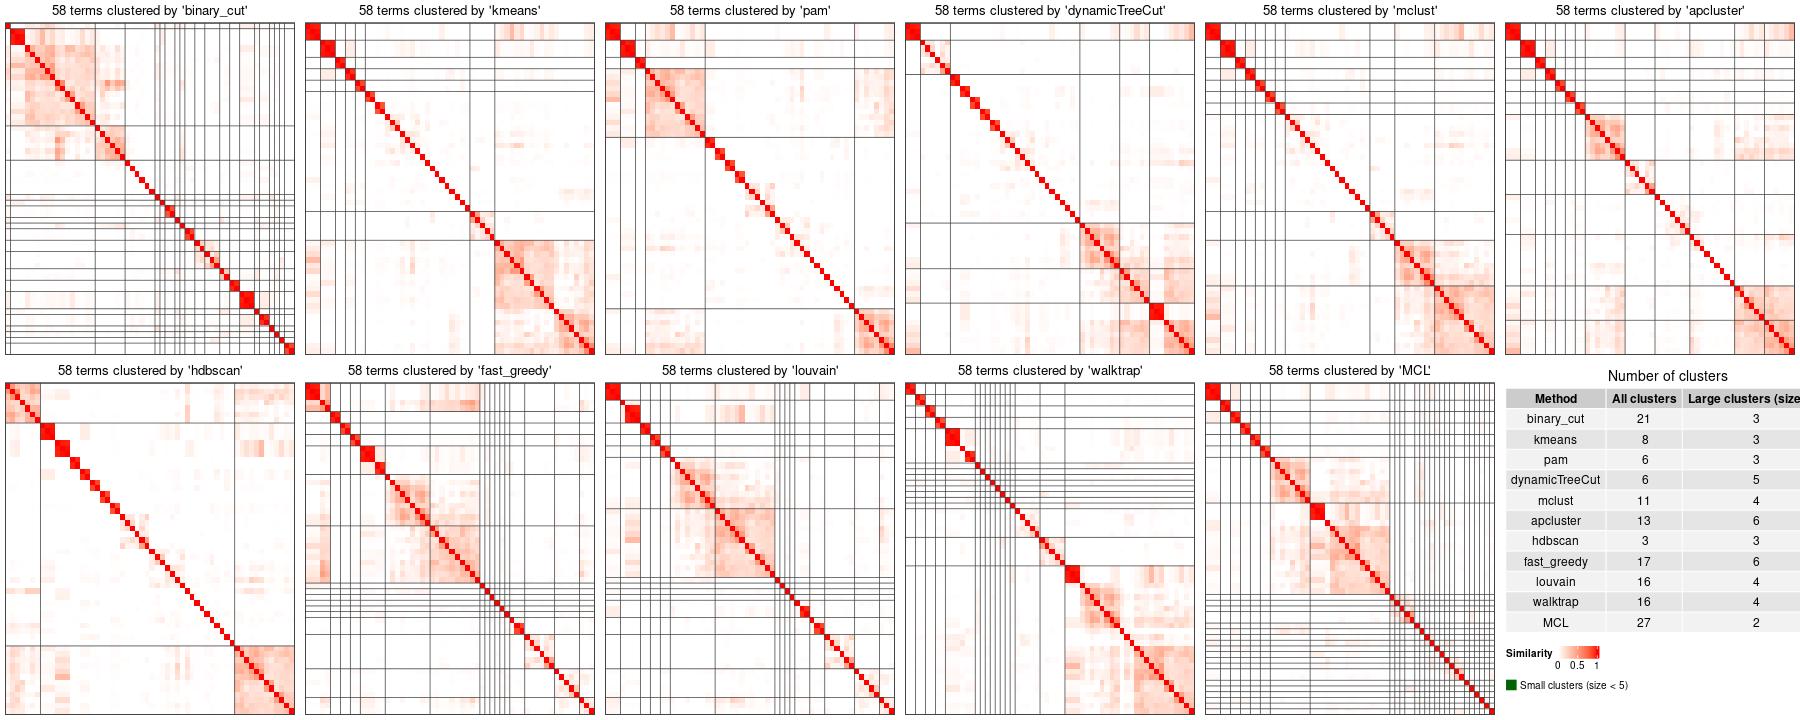 58 terms clustered by 'binary_cut'
58 terms clustered by 'kmeans'
58 terms clustered by 'pam'
58 terms clustered by 'dynamicTreeCut'
58 terms clustered by 'mclust'
58 terms clustered by 'apcluster'
58 terms clustered by 'hdbscan'
58 terms clustered by 'fast_greedy'
58 terms clustered by 'louvain'
58 terms clustered by 'walktrap'
58 terms clustered by 'MCL'
Number of clusters
Method All clusters Large clusters (size
binary_cut 21 3
kmeans 8 3
pam 6 3
dynamicTreeCut 6 5
mclust 11 4
apcluster 13 6
hdbscan 3 3
fast_greedy 17 6
louvain 16 4
walktrap 16 4
MCL 27 2
Similarity
0 0.5 1
Small clusters (size < 5)